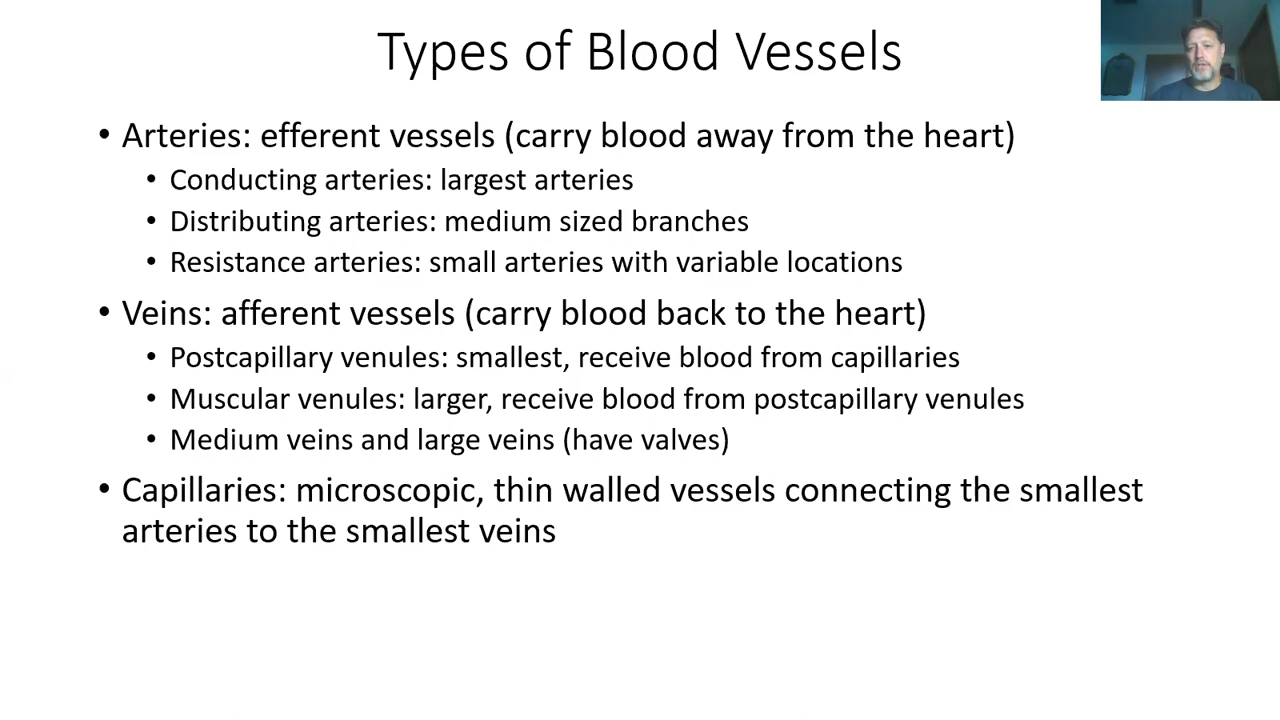 Types of Blood Vessels
• Arteries: efferent vessels (carry blood away from the heart)
• Conducting arteries: largest arteries
• Distributing arteries: medium sized branches
• Resistance arteries: small arteries with variable locations
• Veins: afferent vessels (carry blood back to the heart)
• Postcapillary venules: smallest, receive blood from capillaries
• Muscular venules: larger, receive blood from postcapillary venules
• Medium veins and large veins (have valves)
• Capillaries: microscopic, thin walled vessels connecting the smallest
arteries to the smallest veins